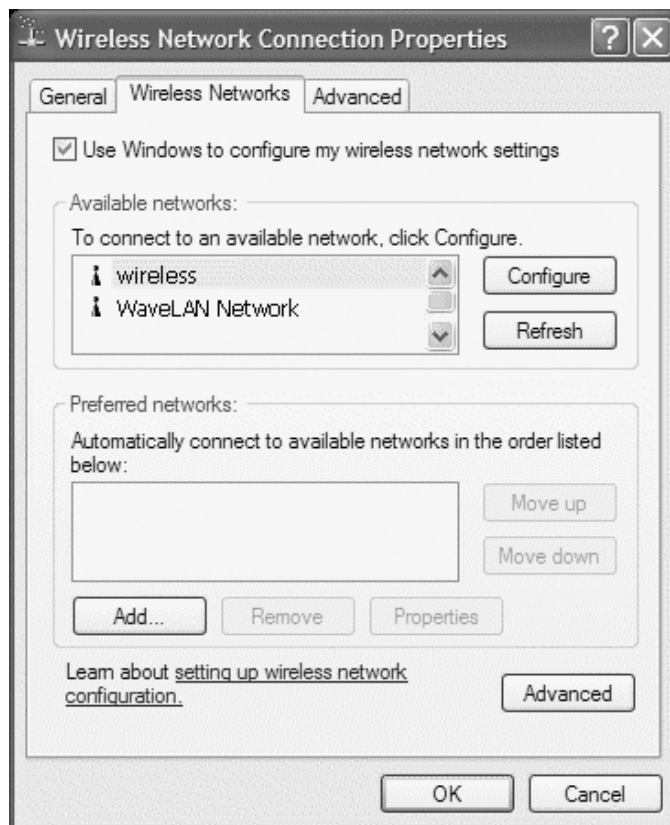 Wireless Network Connection Properties
General
Wireless Networks
Advanced
Use Windows to configure my wireless network settings
Available networks:
To connect to an available network, click Configure.
wireless
WaveLAN Network
Configure
Refresh
Preferred networks:
Automatically connect to available networks in the order listed
below:
Move up
Move down
Add...
Remove
Properties
Learn about setting up wireless network
configuration.
Advanced
OK
Cancel